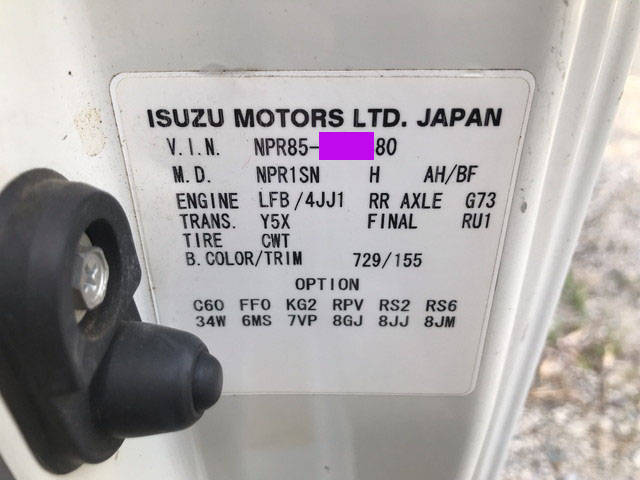 ISUZU MOTORS LTD. JAPAN
V.I.N. NPR85- 80
M.D. NPR1SN H AH/BF
ENGINE LFB/4JJ1 RR AXLE G73
TRANS. Y5X FINAL RU1
TIRE CWT
B.COLOR/TRIM 729/155
OPTION
C60 FF0 KG2 RPV RS2 RS6
34W 6MS 7VP 8GJ 8JJ 8JM